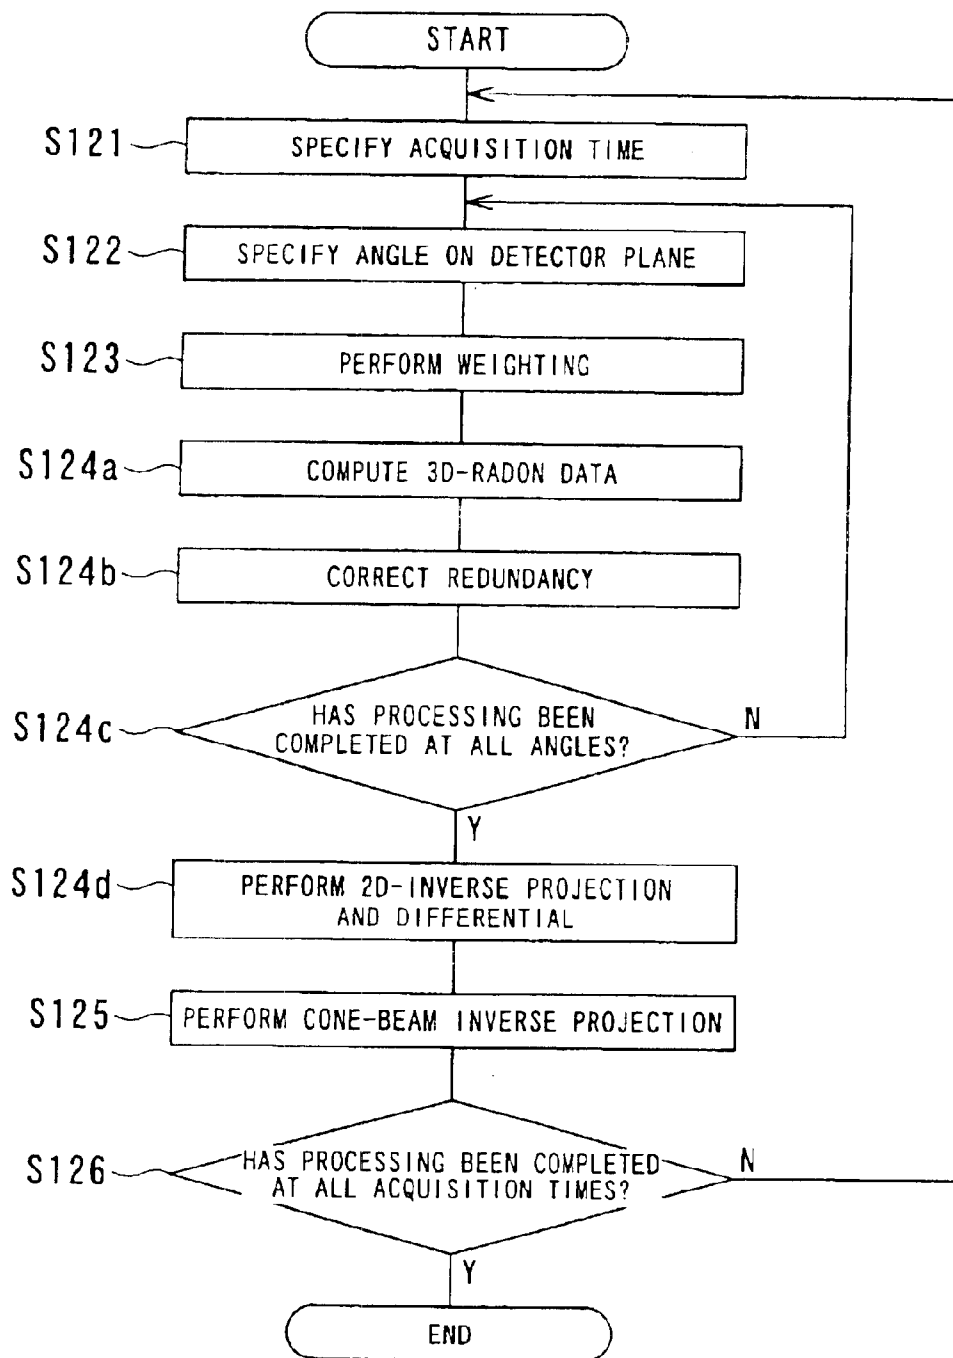 START
S121 SPECIFY ACQUISITION TIME
S122 SPECIFY ANGLE ON DETECTOR PLANE
S123 PERFORM WEIGHTING
S124a COMPUTE 3D-RADON DATA
S124b CORRECT REDUNDANCY
HAS PROCESSING BEEN
S124c COMPLETED AT ALL ANGLES? N
Y
S124d PERFORM 2D-INVERSE PROJECTION
AND DIFFERENTIAL
S125 PERFORM CONE-BEAM INVERSE PROJECTION
S126 HAS PROCESSING BEEN COMPLETED N
AT ALL ACQUISITION TIMES?
Y
END